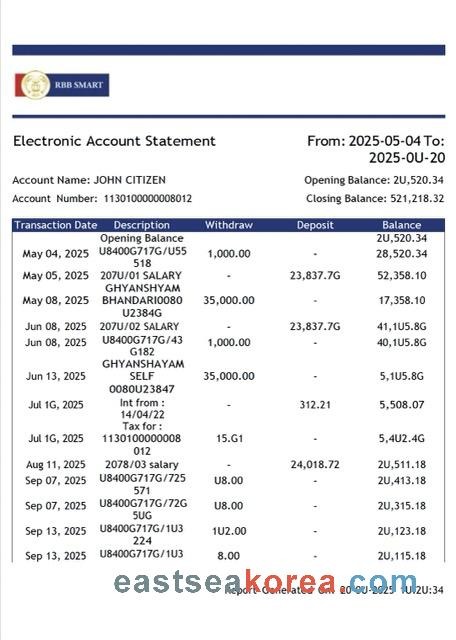 RBB SMART
Electronic Account Statement
From: 2025-05-04 To:
2025-0U-20
Account Name: JOHN CITIZEN
Opening Balance: 2U,520.34
Account Number: 1130100000008012
Closing Balance: 521,218.32
Transaction Date Description Withdraw Deposit Balance
Opening Balance 2U,520.34
May 04, 2025 U8400G717G/U55 1,000.00 - 28,520.34
518
May 05, 2025 207U/01 SALARY - 23,837.7G 52,358.10
GHYANSHYAM
May 08, 2025 BHANDARI0080 35,000.00 - 17,358.10
U2384G
Jun 08, 2025 207U/02 SALARY - 23,837.7G 41,1U5.8G
Jun 08, 2025 U8400G717G/43 1,000.00 - 40,1U5.8G
G182
GHYANSHAYAM
Jun 13, 2025 SELF 35,000.00 - 5,1U5.8G
0080U23847
Jul 1G, 2025 Int from : - 312.21 5,508.07
14/04/22
Tax for :
Jul 1G, 2025 1130100000008 15.G1 - 5,4U2.4G
012
Aug 11, 2025 2078/03 salary - 24,018.72 2U,511.18
Sep 07, 2025 U8400G717G/725 U8.00 - 2U,413.18
571
Sep 07, 2025 U8400G717G/72G U8.00 - 2U,315.18
5UG
Sep 13, 2025 U8400G717G/1U3 1U2.00 - 2U,123.18
224
Sep 13, 2025 U8400G717G/1U3 8.00 - 2U,115.18
eastseakorea.com
Report Generated On: 20-0U-2025 1U:2U:34